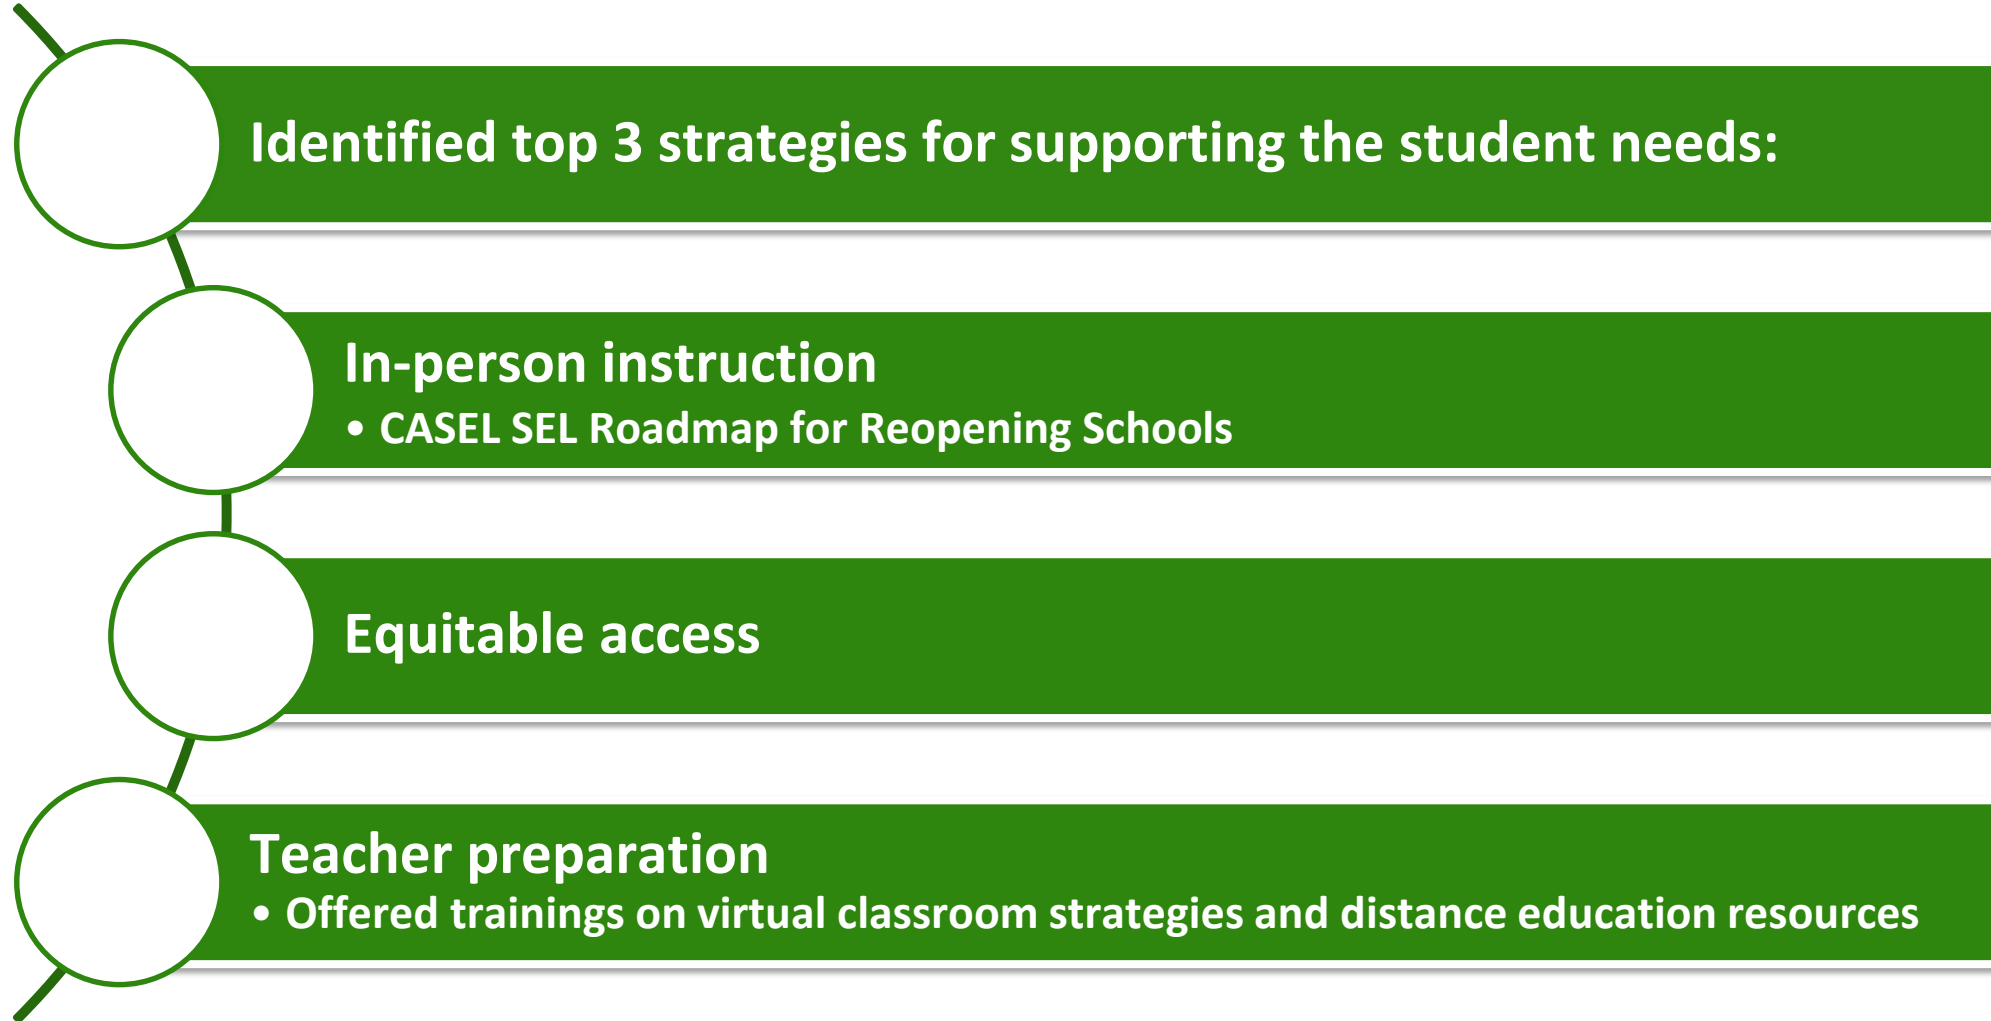 Identified top 3 strategies for supporting the student needs:
In-person instruction
• CASEL SEL Roadmap for Reopening Schools
Equitable access
Teacher preparation
• Offered trainings on virtual classroom strategies and distance education resources